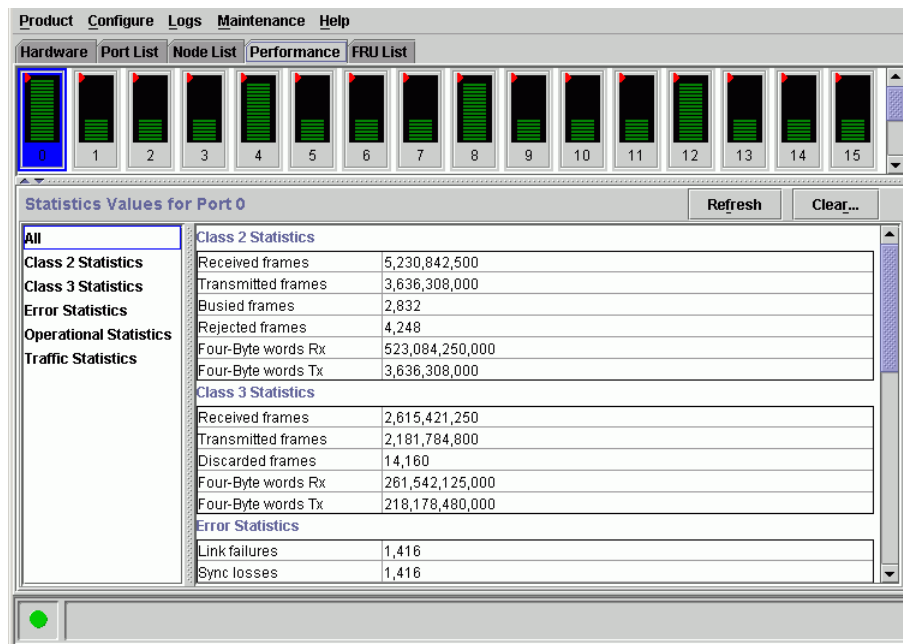 Product Configure Logs Maintenance Help
Hardware Port List Node List Performance FRU List
0 1 2 3 4 5 6 7 8 9 10 11 12 13 14 15
Statistics Values for Port 0
Refresh Clear...
All
Class 2 Statistics
Class 3 Statistics
Error Statistics
Operational Statistics
Traffic Statistics
Class 2 Statistics
Received frames 5,230,842,500
Transmitted frames 3,636,308,000
Busied frames 2,832
Rejected frames 4,248
Four-Byte words Rx 523,084,250,000
Four-Byte words Tx 3,636,308,000
Class 3 Statistics
Received frames 2,615,421,250
Transmitted frames 2,181,784,800
Discarded frames 14,160
Four-Byte words Rx 261,542,125,000
Four-Byte words Tx 218,178,480,000
Error Statistics
Link failures 1,416
Sync losses 1,416